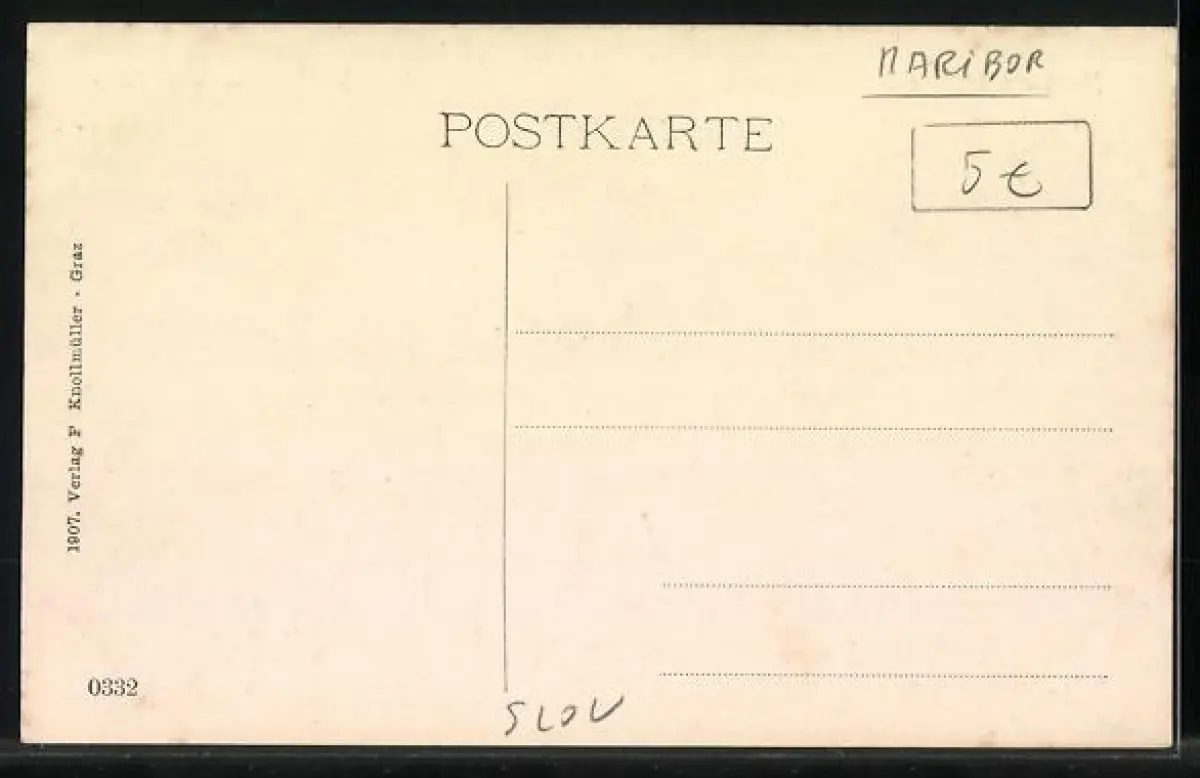 MARIBOR
POSTKARTE
5 €
1907. Verlag F Knollmüller - Graz
0332
SLOV